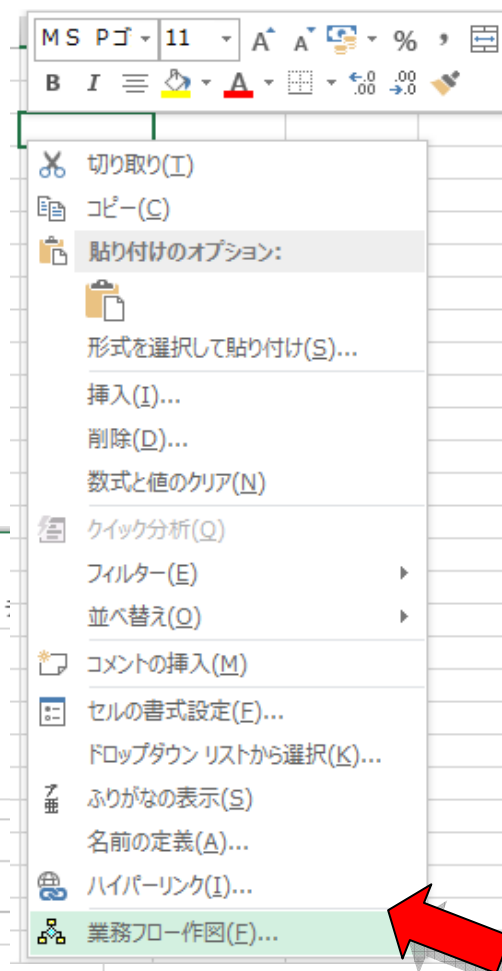 MS Pゴ 11 A A % ,
B I A .0 .00 .00 .0
切り取り(T)
コピー(C)
貼り付けのオプション:
形式を選択して貼り付け(S)...
挿入(I)...
削除(D)...
数式と値のクリア(N)
クイック分析(Q)
フィルター(E)
並べ替え(O)
コメントの挿入(M)
セルの書式設定(F)...
ドロップダウン リストから選択(K)...
ふりがなの表示(S)
名前の定義(A)...
ハイパーリンク(I)...
業務フロー作図(F)...